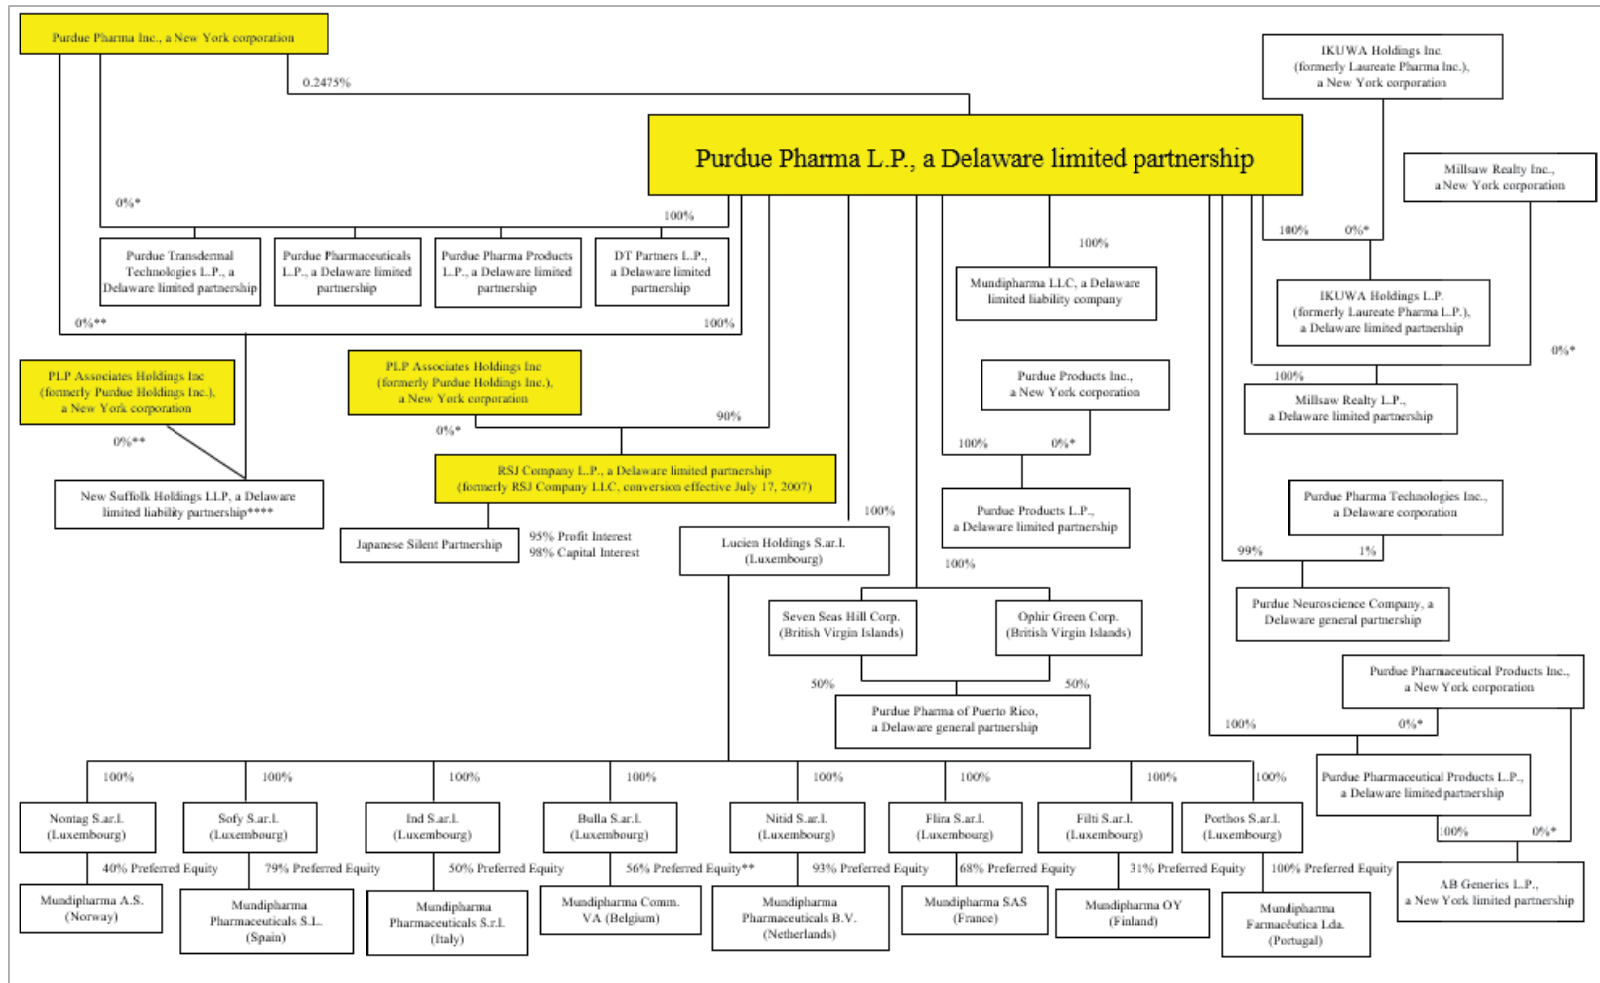 Purdue Pharma Inc., a New York corporation
IKUWA Holdings Inc
(formerly Laureate Pharma Inc.),
a New York corporation
0.2475%
Purdue Pharma L.P., a Delaware limited partnership
Millsaw Realty Inc.,
a New York corporation
0%*
100%
100%
0%*
100%
Purdue Transdermal
Technologies L.P., a
Delaware limited partnership
Purdue Pharmaceuticals
L.P., a Delaware limited
partnership
Purdue Pharma Products
L.P., a Delaware limited
partnership
DT Partners L.P.,
a Delaware limited
partnership
Mundipharma LLC, a Delaware
limited liability company
IKUWA Holdings L.P.
(formerly Laureate Pharma L.P.),
a Delaware limited partnership
0%**
100%
0%*
PLP Associates Holdings Inc
(formerly Purdue Holdings Inc.),
a New York corporation
PLP Associates Holdings Inc
(formerly Purdue Holdings Inc.),
a New York corporation
Purdue Products Inc.,
a New York corporation
100%
Millsaw Realty L.P.,
a Delaware limited partnership
0%**
0%*
90%
100%
0%*
RSJ Company L.P., a Delaware limited partnership
(formerly RSJ Company LLC, conversion effective July 17, 2007)
New Suffolk Holdings LLP, a Delaware
limited liability partnership****
Purdue Products L.P.,
a Delaware limited partnership
Purdue Pharma Technologies Inc.,
a Delaware corporation
100%
Japanese Silent Partnership
95% Profit Interest
98% Capital Interest
Lucien Holdings S.ar.l.
(Luxembourg)
99%
1%
100%
Seven Seas Hill Corp.
(British Virgin Islands)
Ophir Green Corp.
(British Virgin Islands)
Purdue Neuroscience Company, a
Delaware general partnership
50%
50%
Purdue Pharmaceutical Products Inc.,
a New York corporation
Purdue Pharma of Puerto Rico,
a Delaware general partnership
100%
0%*
100%
100%
100%
100%
100%
100%
100%
100%
Purdue Pharmaceutical Products L.P.,
a Delaware limited partnership
Nontag S.ar.l.
(Luxembourg)
Sofy S.ar.l.
(Luxembourg)
Ind S.ar.l.
(Luxembourg)
Bulla S.ar.l.
(Luxembourg)
Nitid S.ar.l.
(Luxembourg)
Flira S.ar.l.
(Luxembourg)
Filti S.ar.l.
(Luxembourg)
Porthos S.ar.l.
(Luxembourg)
100%
0%*
40% Preferred Equity
79% Preferred Equity
50% Preferred Equity
56% Preferred Equity**
93% Preferred Equity
68% Preferred Equity
31% Preferred Equity
100% Preferred Equity
Mundipharma A.S.
(Norway)
Mundipharma
Pharmaceuticals S.L.
(Spain)
Mundipharma
Pharmaceuticals S.r.l.
(Italy)
Mundipharma Comm.
VA (Belgium)
Mundipharma
Pharmaceuticals B.V.
(Netherlands)
Mundipharma SAS
(France)
Mundipharma OY
(Finland)
Mundipharma
Farmacêutica Lda.
(Portugal)
AB Generics L.P.,
a New York limited partnership